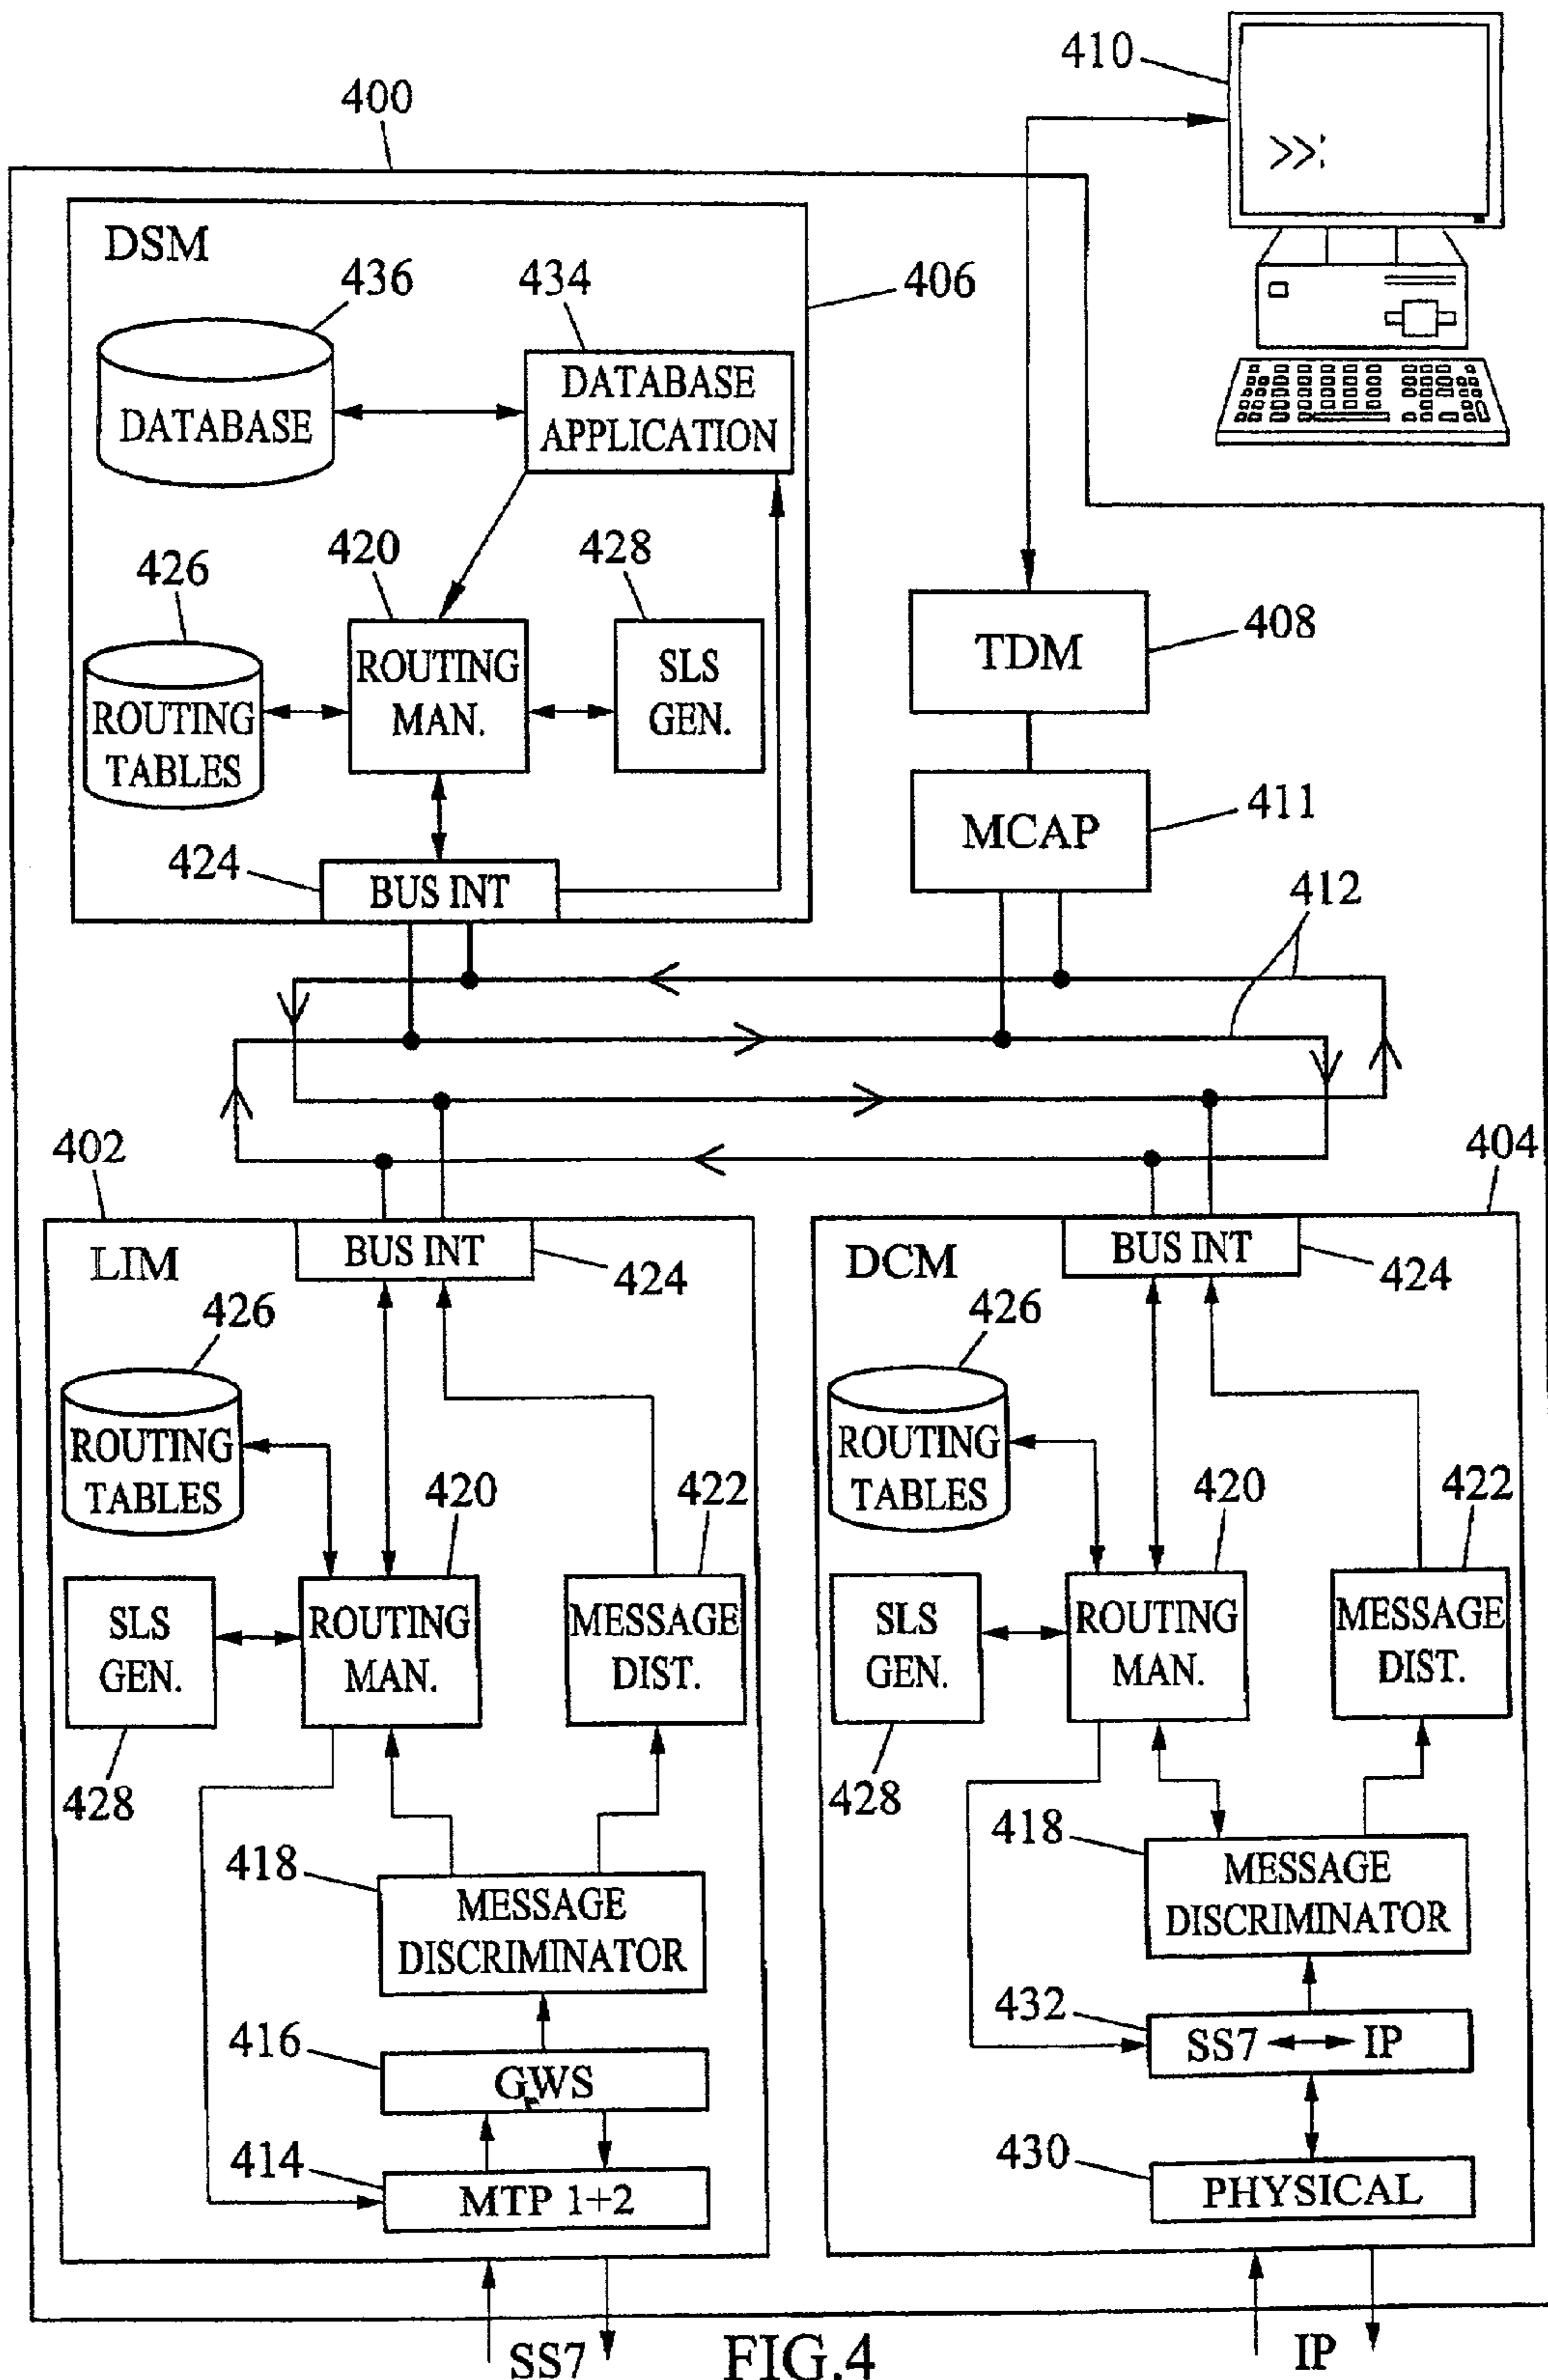 410
400
>>:
DSM
436
434
406
DATABASE
DATABASE
APPLICATION
426
420
428
408
ROUTING
TABLES
ROUTING
MAN.
SLS
GEN.
TDM
411
MCAP
424
BUS INT
412
402
404
LIM
BUS INT
424
426
ROUTING
TABLES
420
422
SLS
GEN.
ROUTING
MAN.
MESSAGE
DIST.
428
418
MESSAGE
DISCRIMINATOR
416
GWS
414
MTP 1+2
SS7
DCM
BUS INT
424
426
ROUTING
TABLES
420
422
SLS
GEN.
ROUTING
MAN.
MESSAGE
DIST.
428
418
MESSAGE
DISCRIMINATOR
432
SS7 IP
430
PHYSICAL
IP
FIG.4